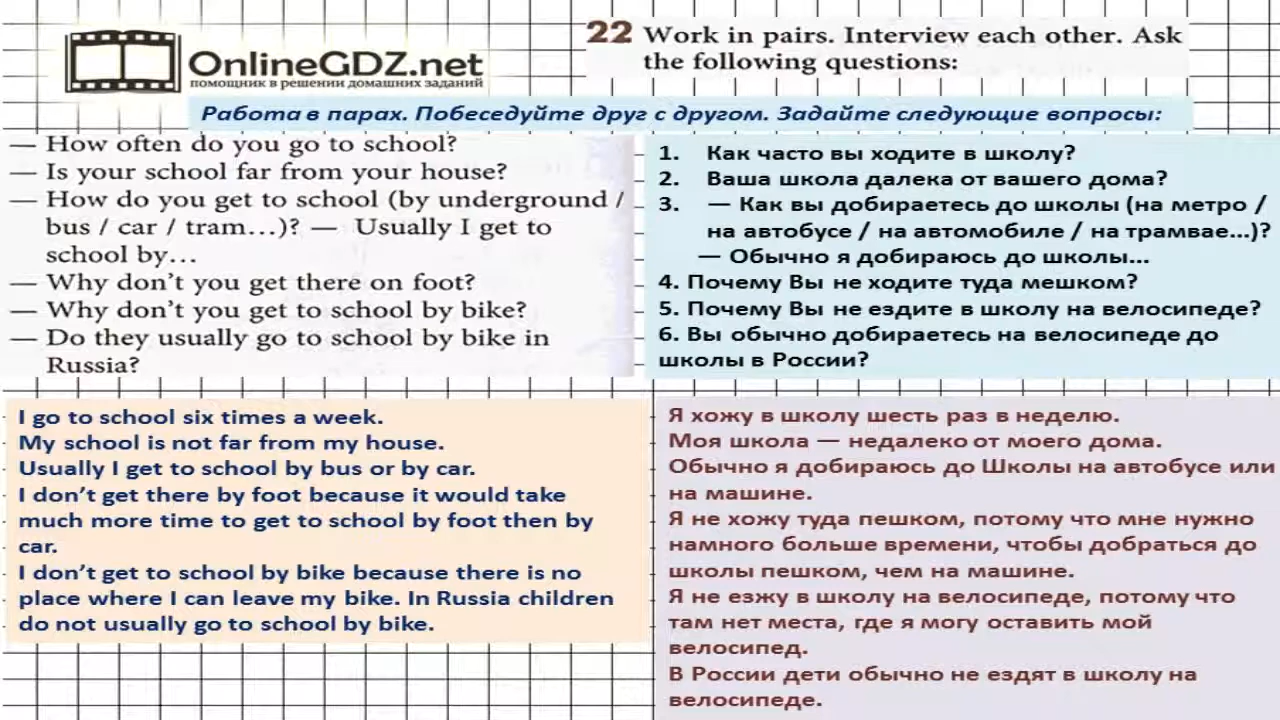 OnlineGDZ.net
помощник в решении домашних заданий
22 Work in pairs. Interview each other. Ask
the following questions:
Работа в парах. Побеседуйте друг с другом. Задайте следующие вопросы:
— How often do you go to school?
— Is your school far from your house?
— How do you get to school (by underground /
bus / car / tram...)? — Usually I get to
school by...
— Why don't you get there on foot?
— Why don't you get to school by bike?
— Do they usually go to school by bike in
Russia?
1. Как часто вы ходите в школу?
2. Ваша школа далека от вашего дома?
3. — Как вы добираетесь до школы (на метро /
на автобусе / на автомобиле / на трамвае...)?
— Обычно я добираюсь до школы...
4. Почему Вы не ходите туда мешком?
5. Почему Вы не ездите в школу на велосипеде?
6. Вы обычно добираетесь на велосипеде до
школы в России?
I go to school six times a week.
My school is not far from my house.
Usually I get to school by bus or by car.
I don't get there by foot because it would take
much more time to get to school by foot then by
car.
I don't get to school by bike because there is no
place where I can leave my bike. In Russia children
do not usually go to school by bike.
Я хожу в школу шесть раз в неделю.
Моя школа — недалеко от моего дома.
Обычно я добираюсь до Школы на автобусе или
на машине.
Я не хожу туда пешком, потому что мне нужно
намного больше времени, чтобы добраться до
школы пешком, чем на машине.
Я не езжу в школу на велосипеде, потому что
там нет места, где я могу оставить мой
велосипед.
В России дети обычно не ездят в школу на
велосипеде.